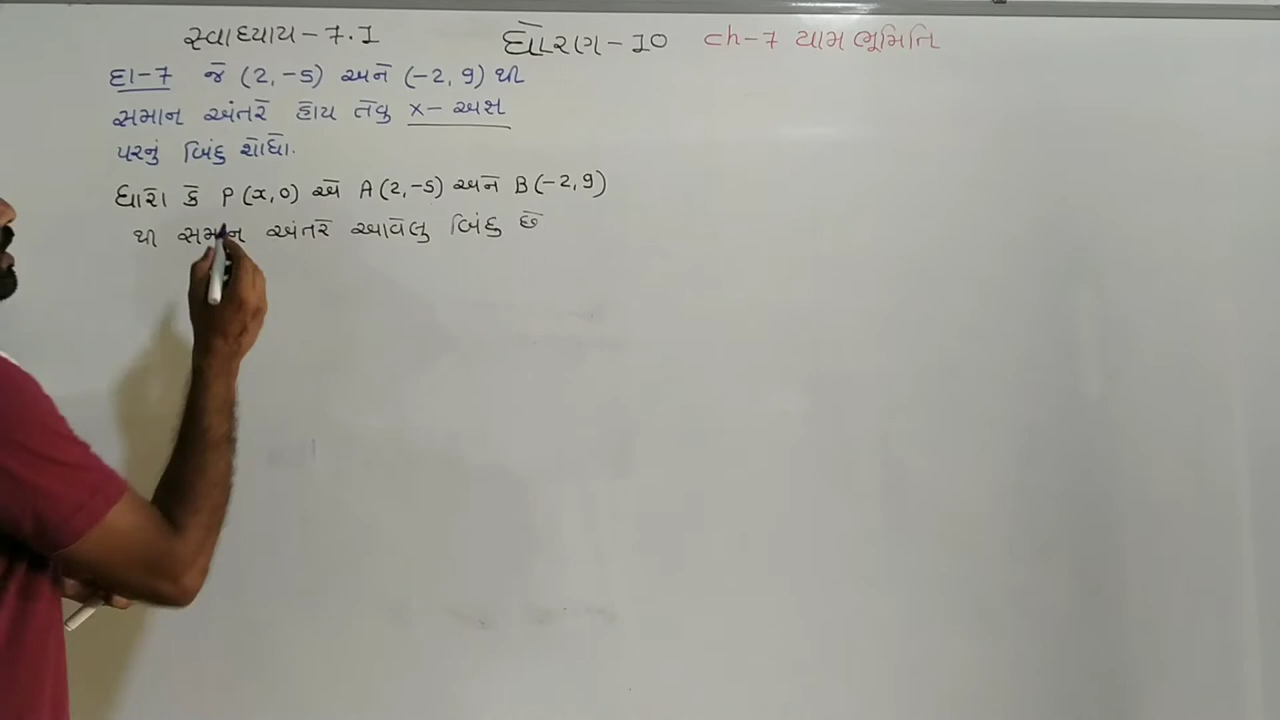 સ્વાધ્યાય - 7.1 ધોરણ - 10 ch-7 યામ ભૂમિતિ
દા-7 જે (2, -5) અને (-2, 9) થી
સમાન અંતરે હોય તેવુ x- અક્ષ
પરનું બિંદુ શોધો.
ધારો કે P (x, 0) એ A (2, -5) અને B (-2, 9)
થી સમાન અંતરે આવેલુ બિંદુ છે